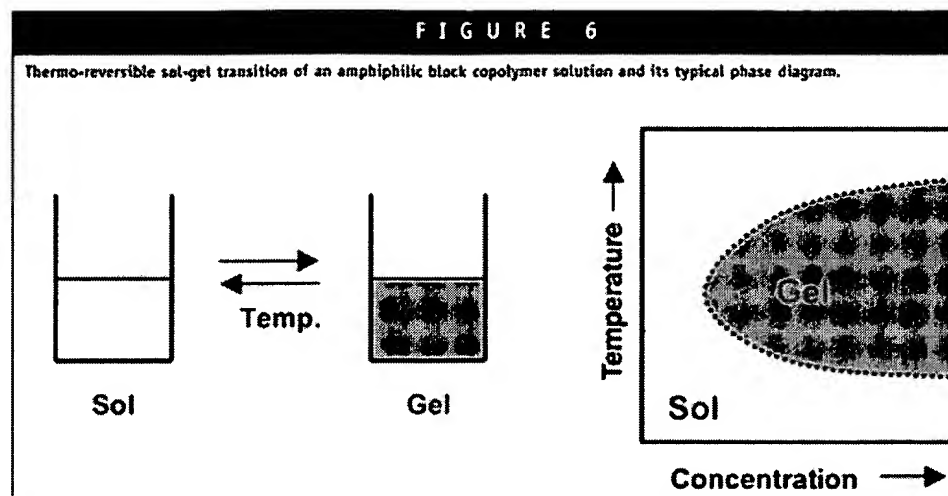 FIGURE 6
Thermo-reversible sol-gel transition of an amphiphilic block copolymer solution and its typical phase diagram.
Temp.
Sol
Gel
Temperature
Gel
Sol
Concentration